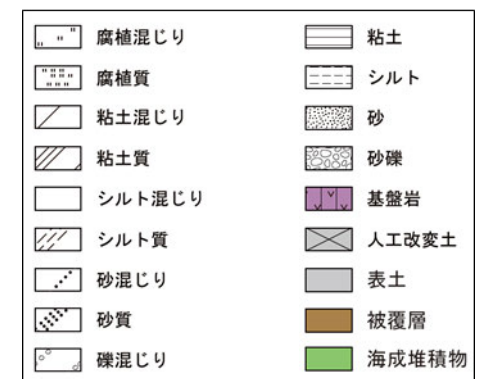 腐植混じり
腐植質
粘土混じり
粘土質
シルト混じり
シルト質
砂混じり
砂質
礫混じり
粘土
シルト
砂
砂礫
基盤岩
人工改変土
表土
被覆層
海成堆積物